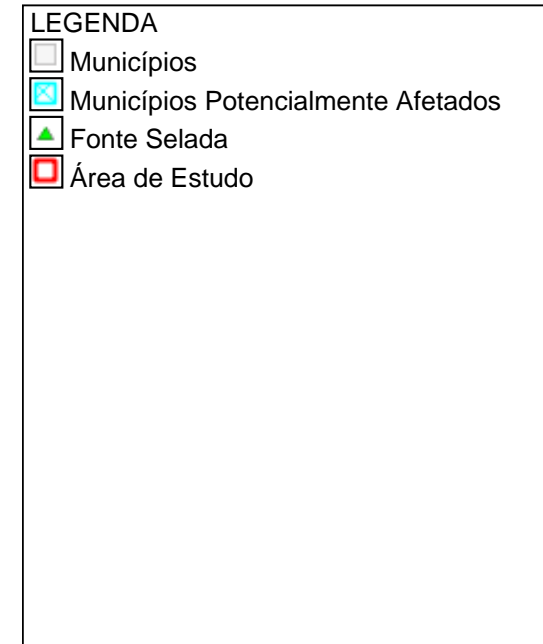 LEGENDA
Municípios
Municípios Potencialmente Afetados
Fonte Selada
Área de Estudo